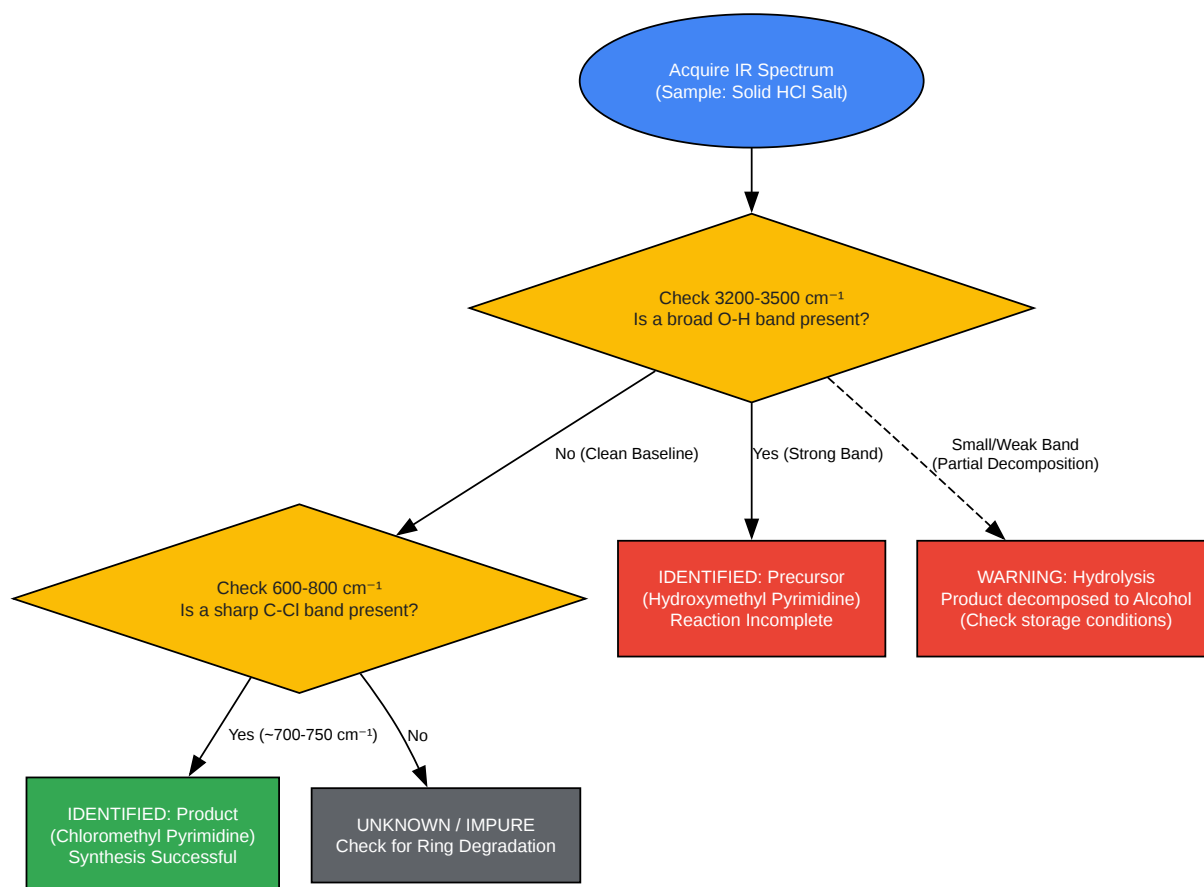 Acquire IR Spectrum
(Sample: Solid HCl Salt)
Check 3200-3500 cm⁻¹
Is a broad O-H band present?
No (Clean Baseline)
Yes (Strong Band)
Small/Weak Band
(Partial Decomposition)
Check 600-800 cm⁻¹
Is a sharp C-Cl band present?
IDENTIFIED: Precursor
(Hydroxymethyl Pyrimidine)
Reaction Incomplete
WARNING: Hydrolysis
Product decomposed to Alcohol
(Check storage conditions)
Yes (~700-750 cm⁻¹)
No
IDENTIFIED: Product
(Chloromethyl Pyrimidine)
Synthesis Successful
UNKNOWN / IMPURE
Check for Ring Degradation